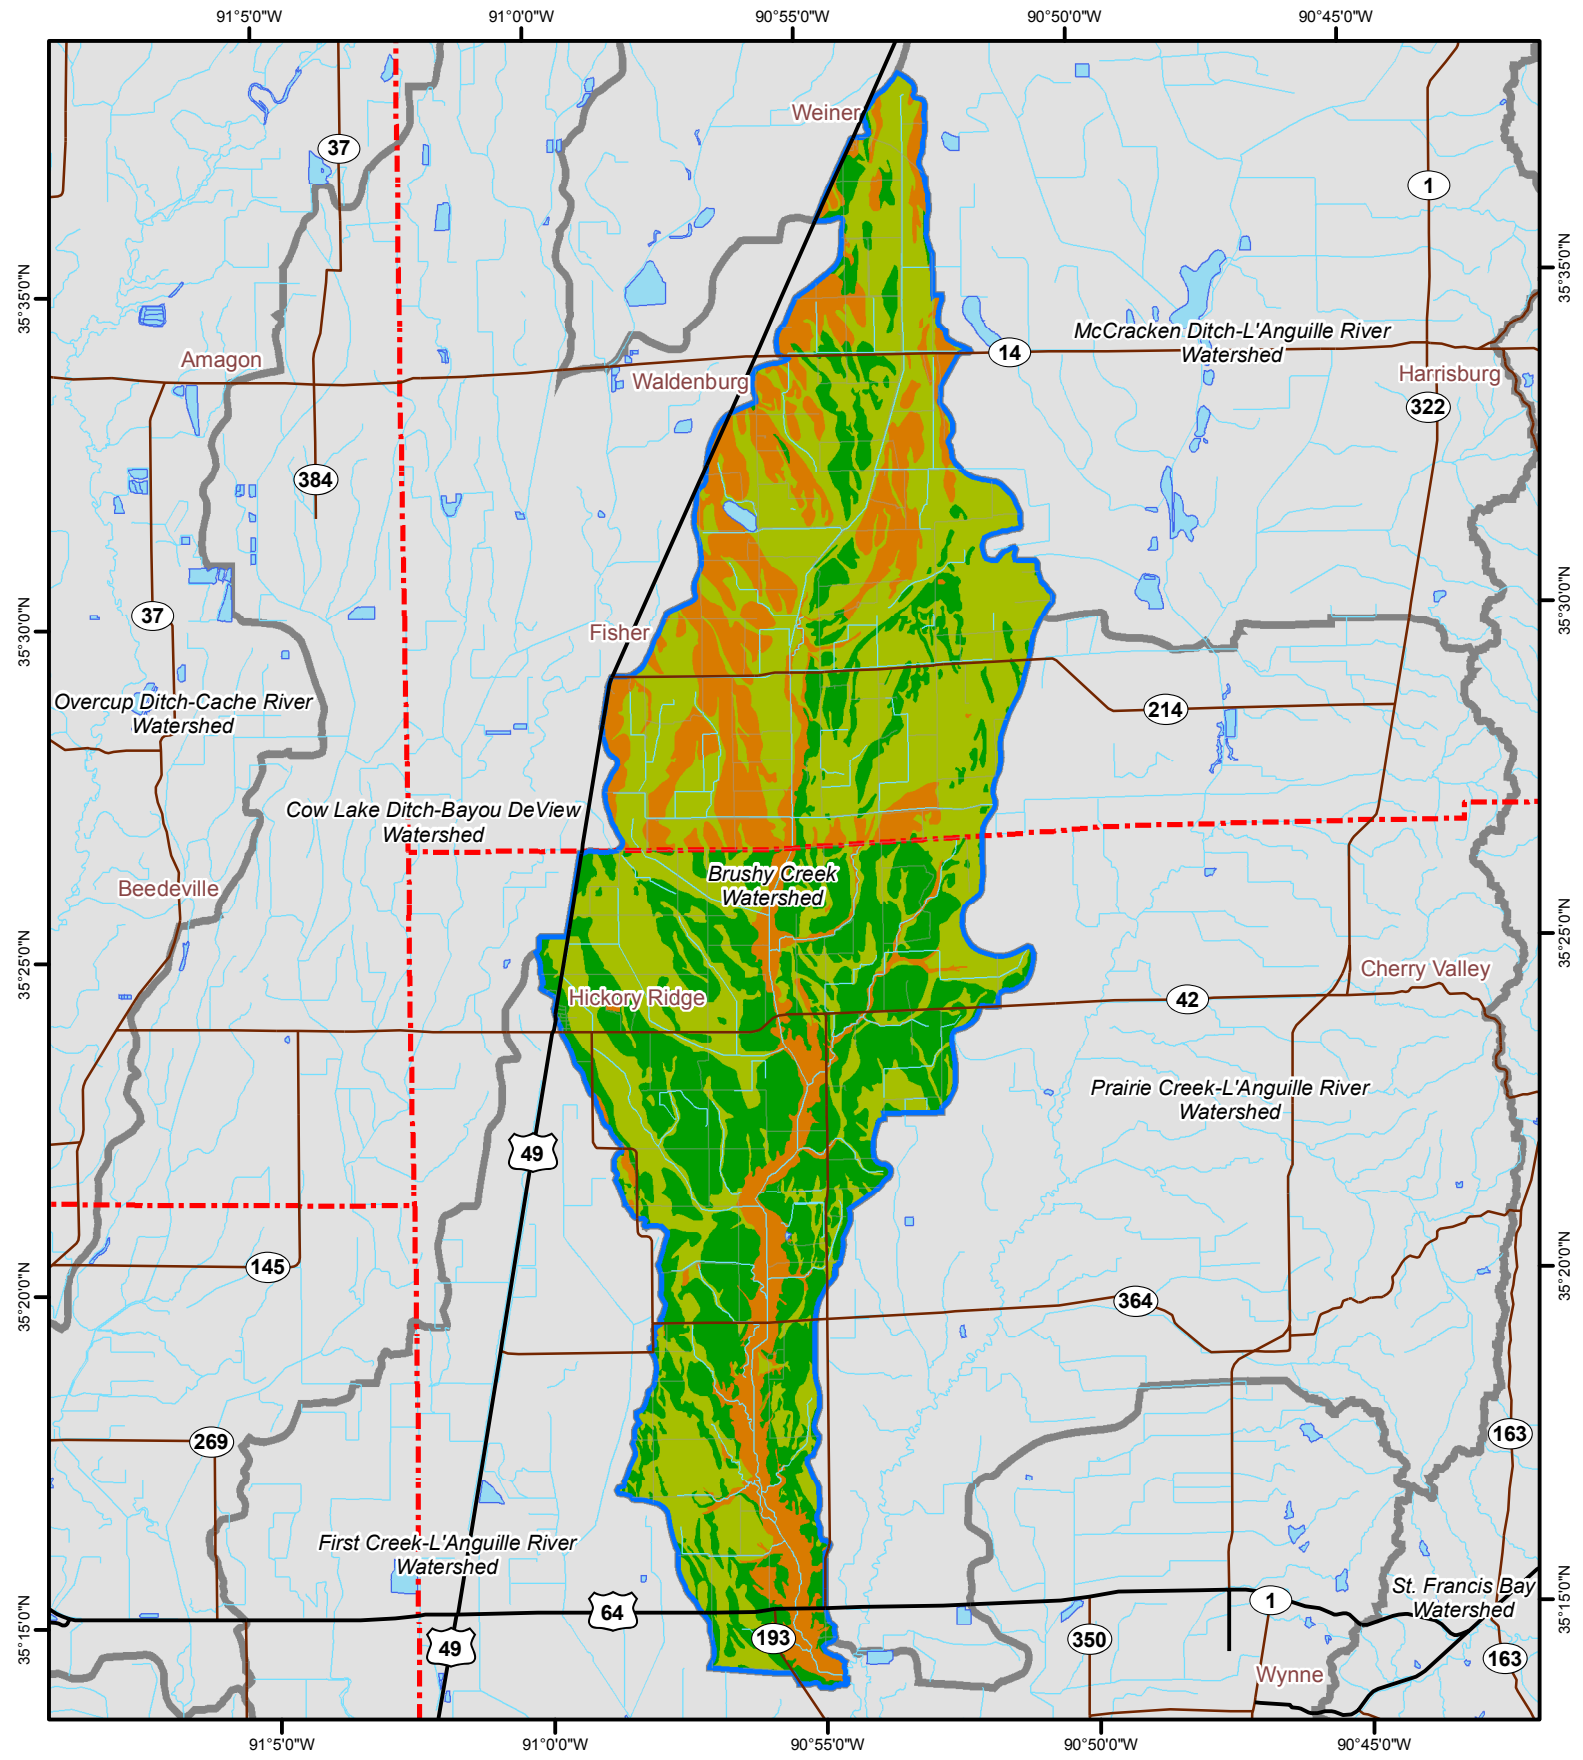 91°5'0"W
91°0'0"W
90°55'0"W
90°50'0"W
90°45'0"W
Weiner
37
1
35°35'0"N
35°35'0"N
McCracken Ditch-L'Anguille River
Watershed
14
Amagon
Waldenburg
Harrisburg
322
384
37
35°30'0"N
35°30'0"N
Fisher
Overcup Ditch-Cache River
Watershed
214
Cow Lake Ditch-Bayou DeView
Watershed
Brushy Creek
Watershed
Beedeville
35°25'0"N
35°25'0"N
Cherry Valley
Hickory Ridge
42
Prairie Creek-L'Anguille River
Watershed
49
145
35°20'0"N
35°20'0"N
364
269
163
First Creek-L'Anguille River
Watershed
St. Francis Bay
Watershed
64
1
35°15'0"N
35°15'0"N
49
193
350
163
Wynne
91°5'0"W
91°0'0"W
90°55'0"W
90°50'0"W
90°45'0"W